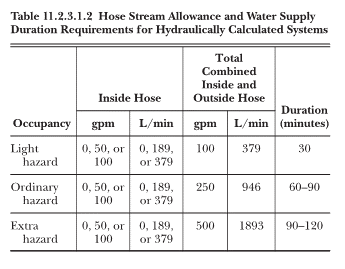 Table 11.2.3.1.2 Hose Stream Allowance and Water Supply
Duration Requirements for Hydraulically Calculated Systems
Total
Combined
Inside and
Inside Hose Outside Hose
Duration
Occupancy gpm L/min gpm L/min (minutes)
Light 0, 50, or 0, 189, 100 379 30
hazard 100 or 379
Ordinary 0, 50, or 0, 189, 250 946 60–90
hazard 100 or 379
Extra 0, 50, or 0, 189, 500 1893 90–120
hazard 100 or 379